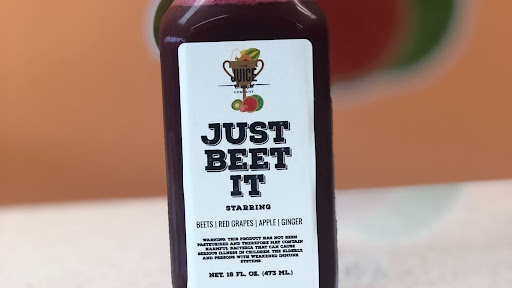 THE
JUICE
COMPANY
JUST
BEET
IT
STARRING
BEETS | RED GRAPES | APPLE | GINGER
WARNING: THIS PRODUCT HAS NOT BEEN
PASTEURIZED AND THEREFORE MAY CONTAIN
HARMFUL BACTERIA THAT CAN CAUSE
SERIOUS ILLNESS IN CHILDREN, THE ELDERLY,
AND PERSONS WITH WEAKENED IMMUNE
SYSTEMS
NET. 16 FL. OZ. (473 ML.)